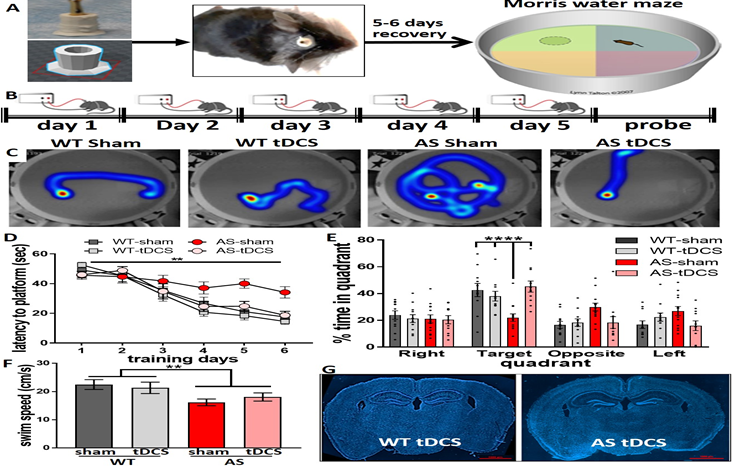 A
5-6 days
recovery
Morris water maze
Lynn Talton ©2007
B
day 1
Day 2
day 3
day 4
day 5
probe
C
WT Sham
WT tDCS
AS Sham
AS tDCS
D
WT-sham
AS-sham
WT-tDCS
AS-tDCS
**
latency to platform (sec)
60
40
20
0
1
2
3
4
5
6
training days
E
****
WT-sham
WT-tDCS
AS-sham
AS-tDCS
% time in quadrant
80
60
40
20
0
Right
Target
Opposite
Left
quadrant
F
**
swim speed (cm/s)
30
20
10
0
sham
tDCS
sham
tDCS
WT
AS
G
WT tDCS
AS tDCS